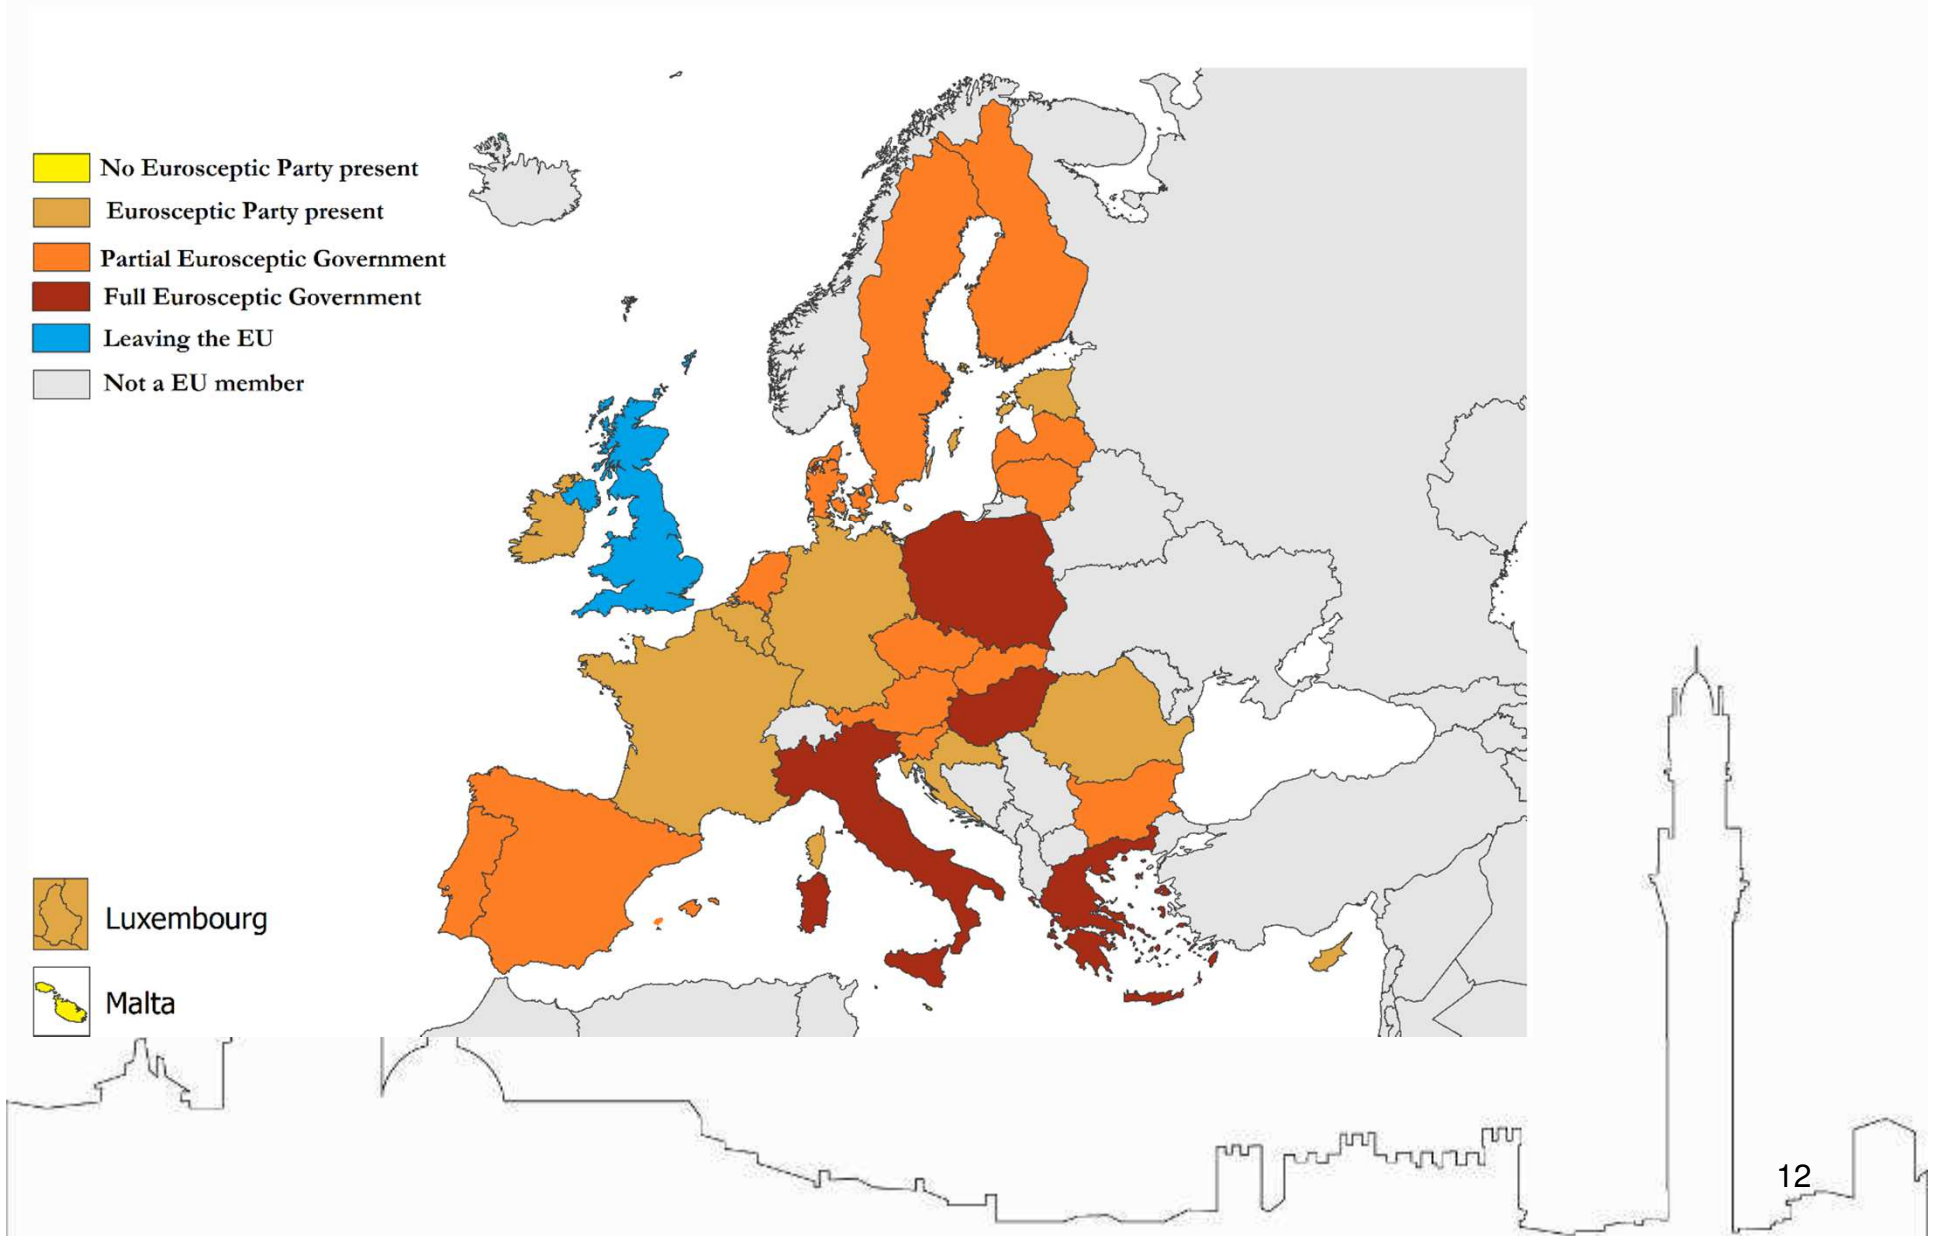 No Eurosceptic Party present
Eurosceptic Party present
Partial Eurosceptic Government
Full Eurosceptic Government
Leaving the EU
Not a EU member
Luxembourg
Malta
12